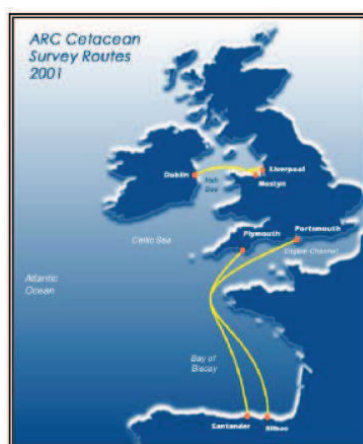 ARC Cetacean
Survey Routes
2001
Dublin
Liverpool
Irish
Sea
Mostyn
Celtic Sea
Plymouth
Portsmouth
English Channel
Atlantic
Ocean
Bay of
Biscay
Santander
Bilbao